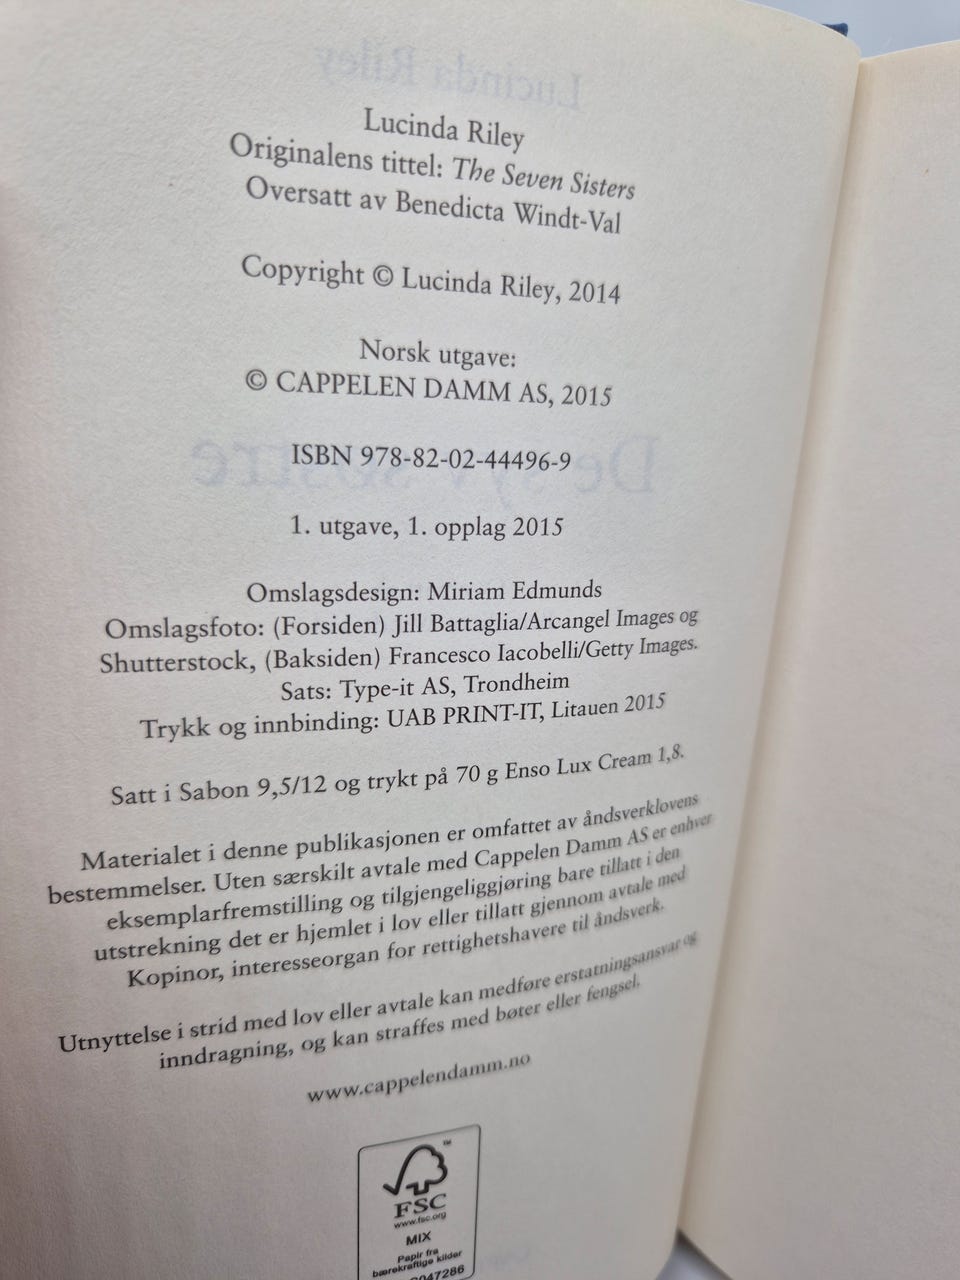 Lucinda Riley
Lucinda Riley
Originalens tittel: The Seven Sisters
Oversatt av Benedicta Windt-Val
Copyright © Lucinda Riley, 2014
Norsk utgave:
© CAPPELEN DAMM AS, 2015
De syv søstre
ISBN 978-82-02-44496-9
1. utgave, 1. opplag 2015
Omslagsdesign: Miriam Edmunds
Omslagsfoto: (Forsiden) Jill Battaglia/Arcangel Images og
Shutterstock, (Baksiden) Francesco Iacobelli/Getty Images.
Sats: Type-it AS, Trondheim
Trykk og innbinding: UAB PRINT-IT, Litauen 2015
Satt i Sabon 9,5/12 og trykt på 70 g Enso Lux Cream 1,8.
Materialet i denne publikasjonen er omfattet av åndsverklovens
bestemmelser. Uten særskilt avtale med Cappelen Damm AS er enhver
eksemplarfremstilling og tilgjengeliggjøring bare tillatt i den
utstrekning det er hjemlet i lov eller tillatt gjennom avtale med
Kopinor, interesseorgan for rettighetshavere til åndsverk.
Utnyttelse i strid med lov eller avtale kan medføre erstatningsansvar og
inndragning, og kan straffes med bøter eller fengsel.
www.cappelendamm.no
™
FSC
www.fsc.org
MIX
Papir fra
bærekraftige kilder
047286